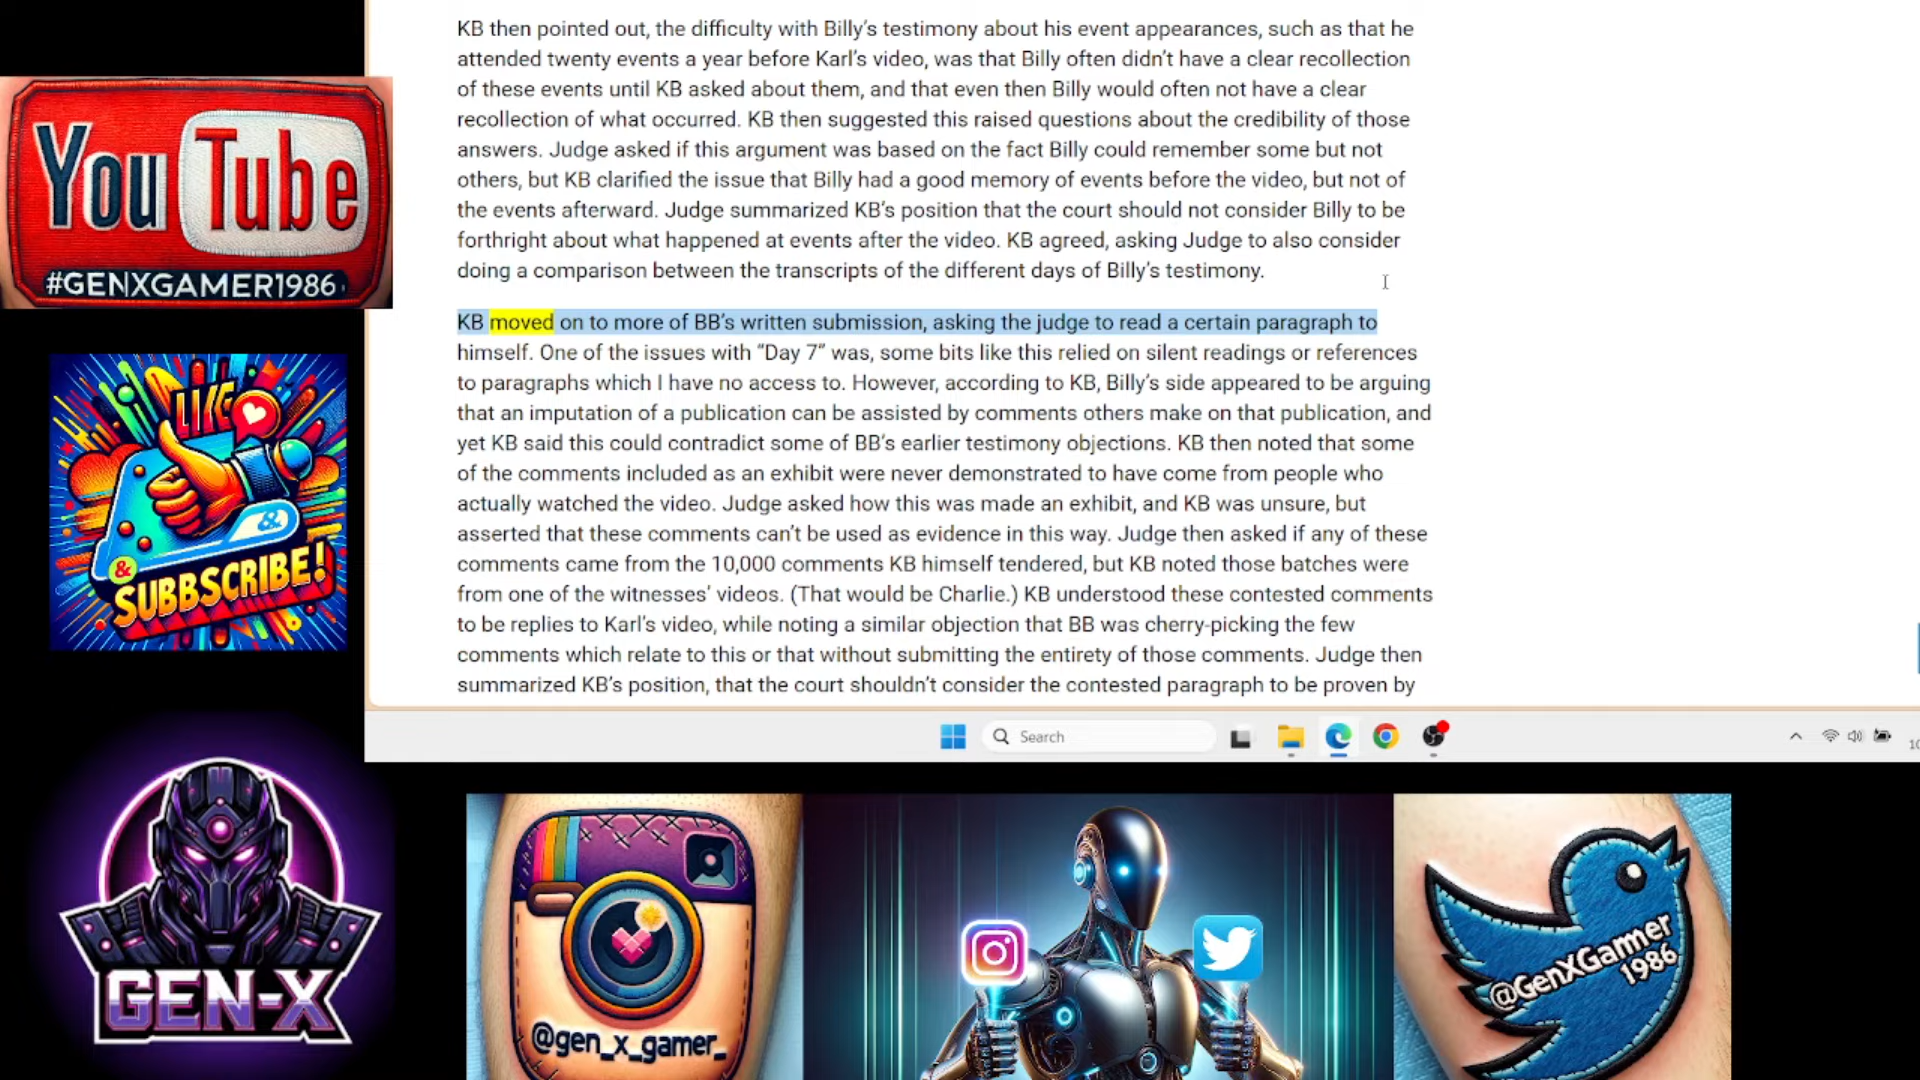 KB then pointed out, the difficulty with Billy's testimony about his event appearances, such as that he
attended twenty events a year before Karl's video, was that Billy often didn't have a clear recollection
of these events until KB asked about them, and that even then Billy would often not have a clear
recollection of what occurred. KB then suggested this raised questions about the credibility of those
answers. Judge asked if this argument was based on the fact Billy could remember some but not
others, but KB clarified the issue that Billy had a good memory of events before the video, but not of
the events afterward. Judge summarized KB's position that the court should not consider Billy to be
forthright about what happened at events after the video. KB agreed, asking Judge to also consider
doing a comparison between the transcripts of the different days of Billy's testimony.
KB moved on to more of BB's written submission, asking the judge to read a certain paragraph to
himself. One of the issues with "Day 7" was, some bits like this relied on silent readings or references
to paragraphs which I have no access to. However, according to KB, Billy's side appeared to be arguing
that an imputation of a publication can be assisted by comments others make on that publication, and
yet KB said this could contradict some of BB's earlier testimony objections. KB then noted that some
of the comments included as an exhibit were never demonstrated to have come from people who
actually watched the video. Judge asked how this was made an exhibit, and KB was unsure, but
asserted that these comments can't be used as evidence in this way. Judge then asked if any of these
comments came from the 10,000 comments KB himself tendered, but KB noted those batches were
from one of the witnesses' videos. (That would be Charlie.) KB understood these contested comments
to be replies to Karl's video, while noting a similar objection that BB was cherry-picking the few
comments which relate to this or that without submitting the entirety of those comments. Judge then
summarized KB's position, that the court shouldn't consider the contested paragraph to be proven by
YouTube
#GENXGAMER1986
LIKE
&
&
SUBBSCRIBE!
Search
GEN-X
@gen_x_gamer_
@GenXGamer
1986